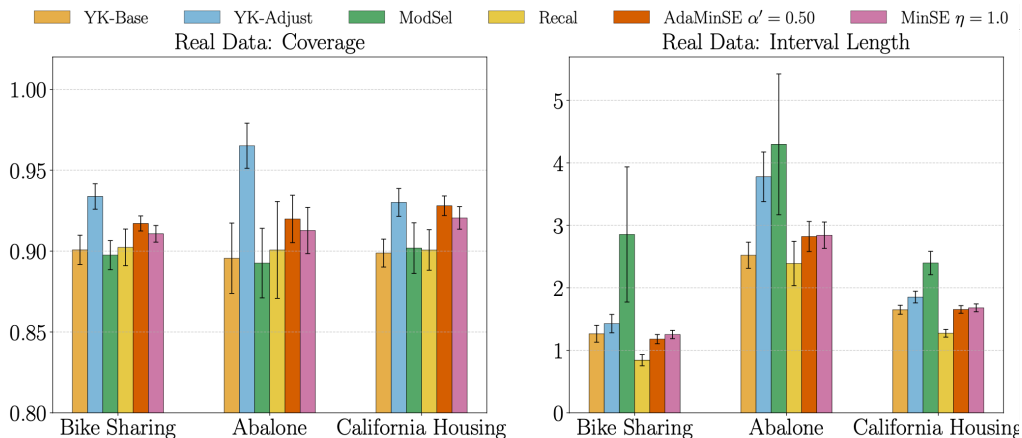 YK-Base YK-Adjust ModSel Recal AdaMinSE α′ = 0.50 MinSE η = 1.0
Real Data: Coverage
1.00
0.95
0.90
0.85
0.80
Bike Sharing Abalone California Housing
Real Data: Interval Length
5
4
3
2
1
0
Bike Sharing Abalone California Housing